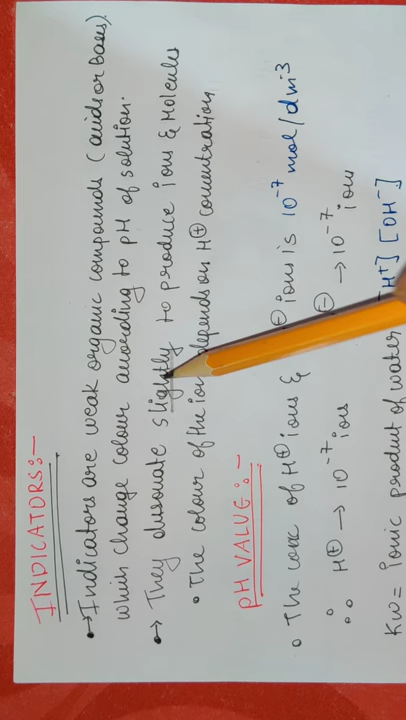 INDICATORS:-
→ Indicators are weak organic compounds (acids or bases)
which change colour according to pH of solution.
→ They dissociate slightly to produce ions & Molecules
• The colour of the ion depends on H⊕ concentration
pH VALUE :-
• The conc of H⊕ ions & ⊖ ions is 10⁻⁷ mol/dm-3
∴ H⊕ → 10⁻⁷ ions ⊖ → 10⁻⁷ ions
Kw = ionic product of water [H⁺] [OH⁻]